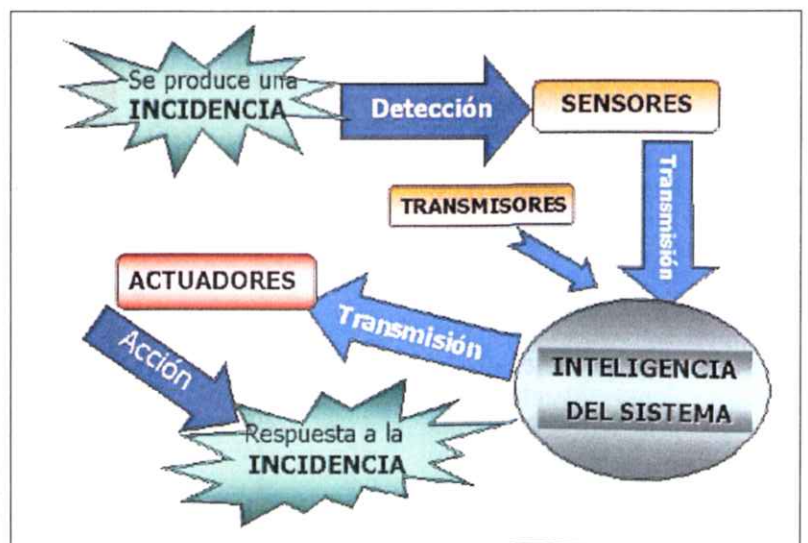 Se produce una
INCIDENCIA
Detección
SENSORES
Transmisión
TRANSMISORES
ACTUADORES
Transmisión
INTELIGENCIA
DEL SISTEMA
Acción
Respuesta a la
INCIDENCIA